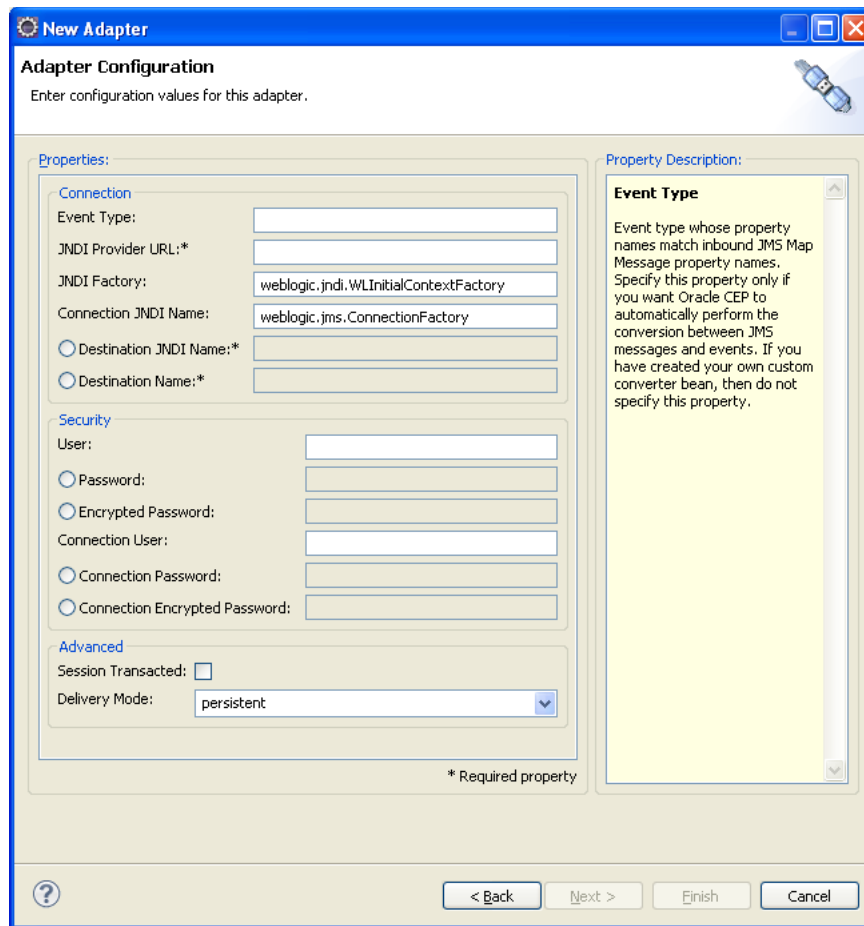 New Adapter
Adapter Configuration
Enter configuration values for this adapter.
Properties:
Connection
Event Type:
JNDI Provider URL:*
JNDI Factory: weblogic.jndi.WLInitialContextFactory
Connection JNDI Name: weblogic.jms.ConnectionFactory
Destination JNDI Name:*
Destination Name:*
Security
User:
Password:
Encrypted Password:
Connection User:
Connection Password:
Connection Encrypted Password:
Advanced
Session Transacted:
Delivery Mode: persistent
* Required property
Property Description:
Event Type
Event type whose property
names match inbound JMS Map
Message property names.
Specify this property only if
you want Oracle CEP to
automatically perform the
conversion between JMS
messages and events. If you
have created your own custom
converter bean, then do not
specify this property.
?
< Back Next > Finish Cancel